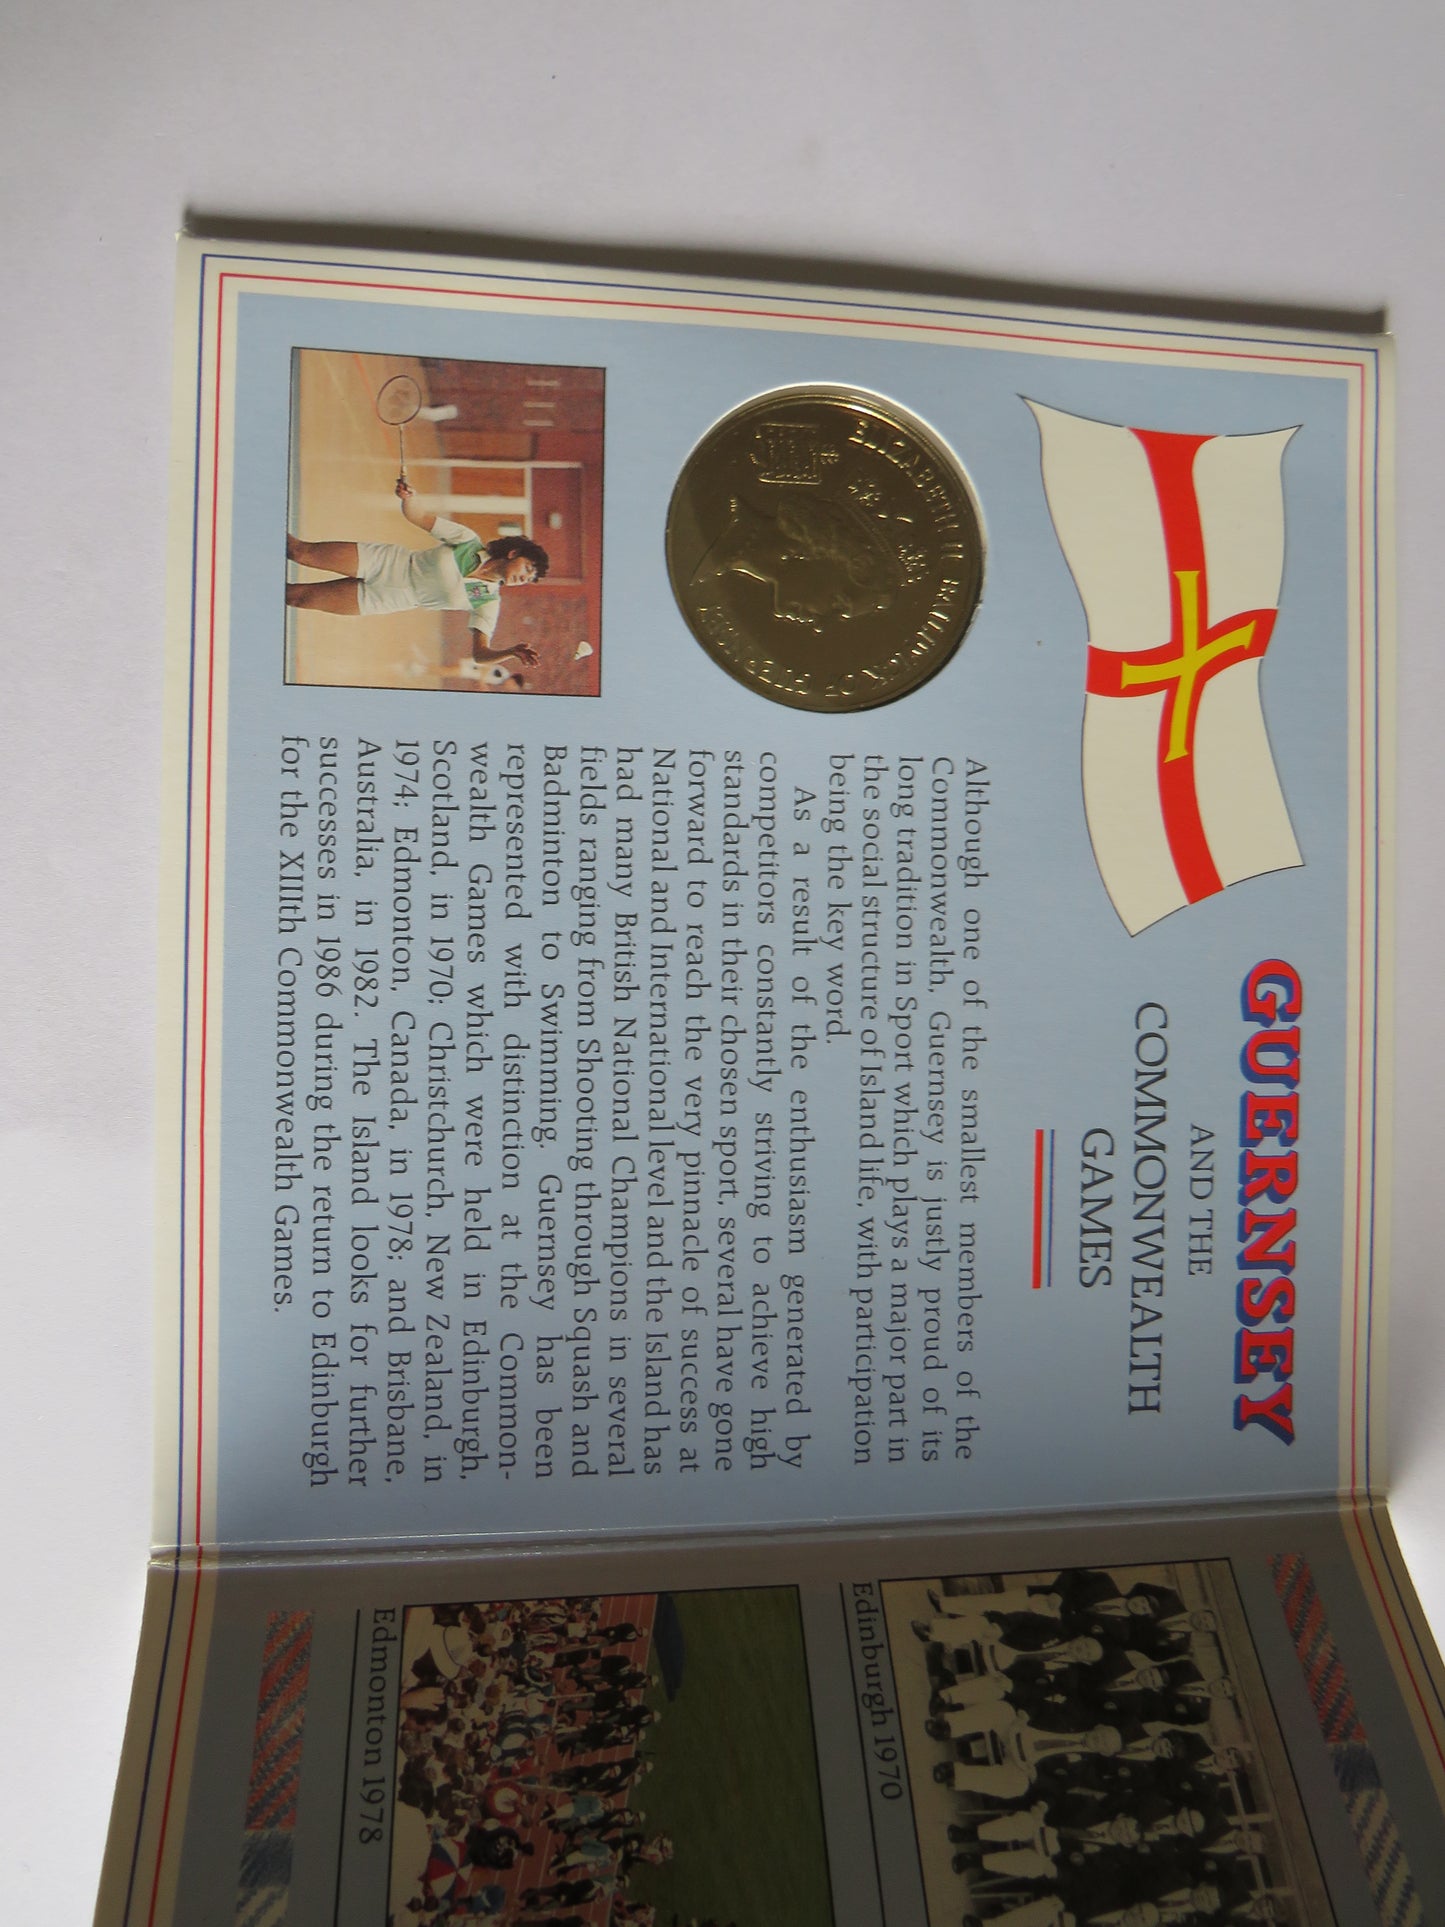 GUERNSEY
AND THE
COMMONWEALTH
GAMES
ELIZABETH II BAILIWICK OF GUERNSEY
Although one of the smallest members of the
Commonwealth, Guernsey is justly proud of its
long tradition in Sport which plays a major part in
the social structure of Island life, with participation
being the key word.
As a result of the enthusiasm generated by
competitors constantly striving to achieve high
standards in their chosen sport, several have gone
forward to reach the very pinnacle of success at
National and International level and the Island has
had many British National Champions in several
fields ranging from Shooting through Squash and
Badminton to Swimming. Guernsey has been
represented with distinction at the Common-
wealth Games which were held in Edinburgh,
Scotland, in 1970; Christchurch, New Zealand, in
1974; Edmonton, Canada, in 1978; and Brisbane,
Australia, in 1982. The Island looks for further
successes in 1986 during the return to Edinburgh
for the XIIIth Commonwealth Games.
Edinburgh 1970
Edmonton 1978